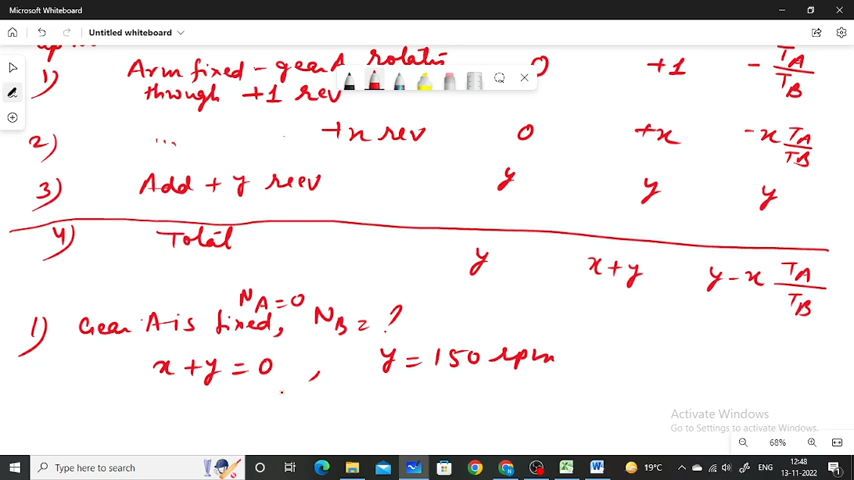 Microsoft Whiteboard
Untitled whiteboard
1) Arm fixed - gear A rotatin 0 +1 - TA/TB
through +1 rev
2) ... +x rev 0 +x -x TA/TB
3) Add + y reev y y y
4) Total y x+y y-x TA/TB
1) Gear A is fixed, NA=0 NB = ?
x+y=0, y = 150 rpm
Activate Windows
Go to Settings to activate Windows.
68%
Type here to search
19°C
ENG
12:48
13-11-2022